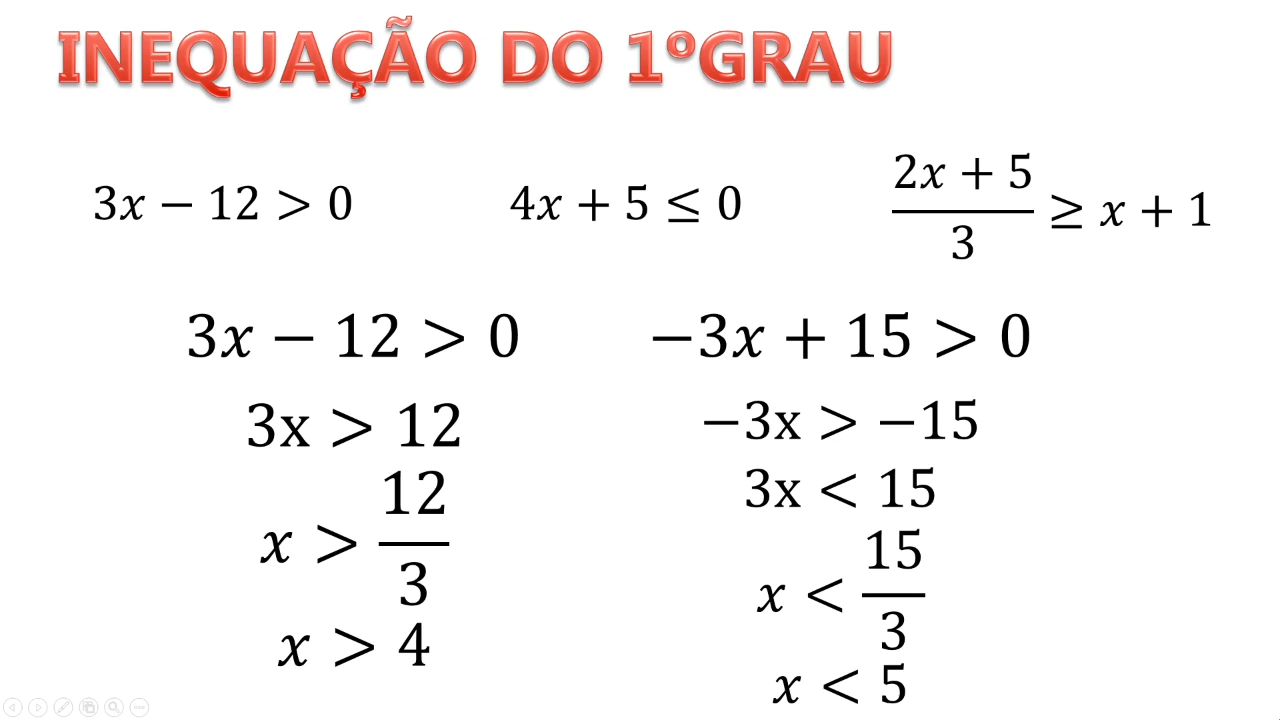 INEQUAÇÃO DO 1ºGRAU
3x − 12 > 0
4x + 5 ≤ 0
(2x + 5)/3 ≥ x + 1
3x − 12 > 0
3x > 12
x > 12/3
x > 4
−3x + 15 > 0
−3x > −15
3x < 15
x < 15/3
x < 5